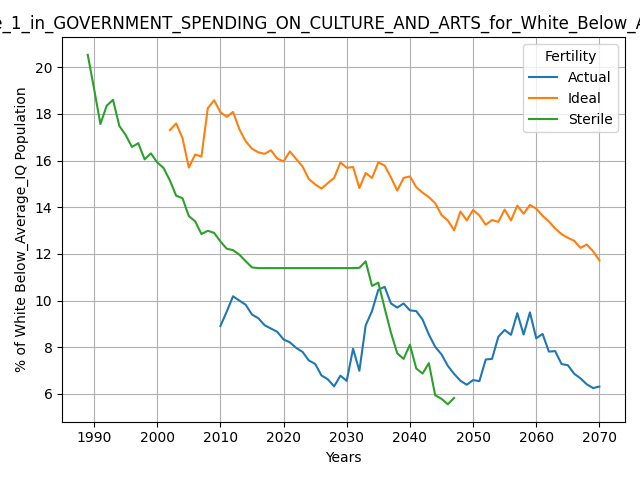 e_1_in_GOVERNMENT_SPENDING_ON_CULTURE_AND_ARTS_for_White_Below_A
Fertility
Actual
Ideal
Sterile
% of White Below_Average_IQ Population
20
18
16
14
12
10
8
6
1990
2000
2010
2020
2030
2040
2050
2060
2070
Years